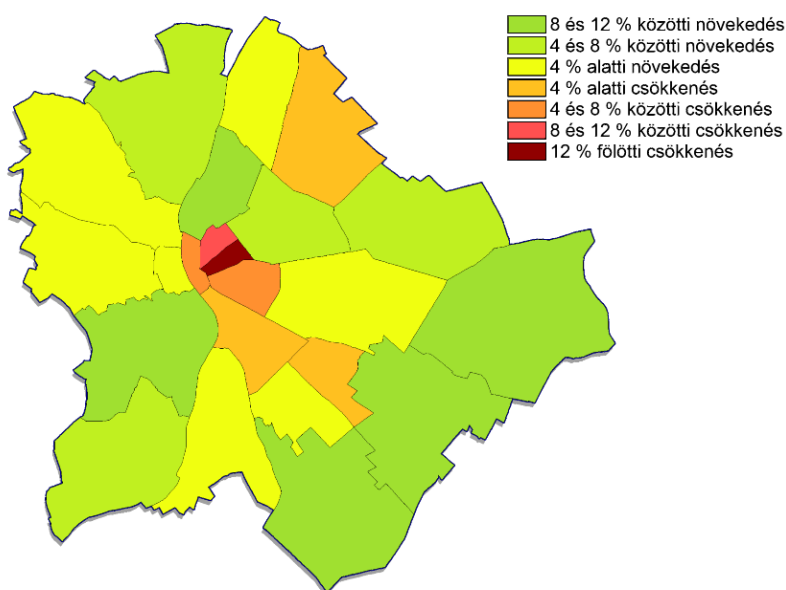 8 és 12 % közötti növekedés
4 és 8 % közötti növekedés
4 % alatti növekedés
4 % alatti csökkenés
4 és 8 % közötti csökkenés
8 és 12 % közötti csökkenés
12 % fölötti csökkenés